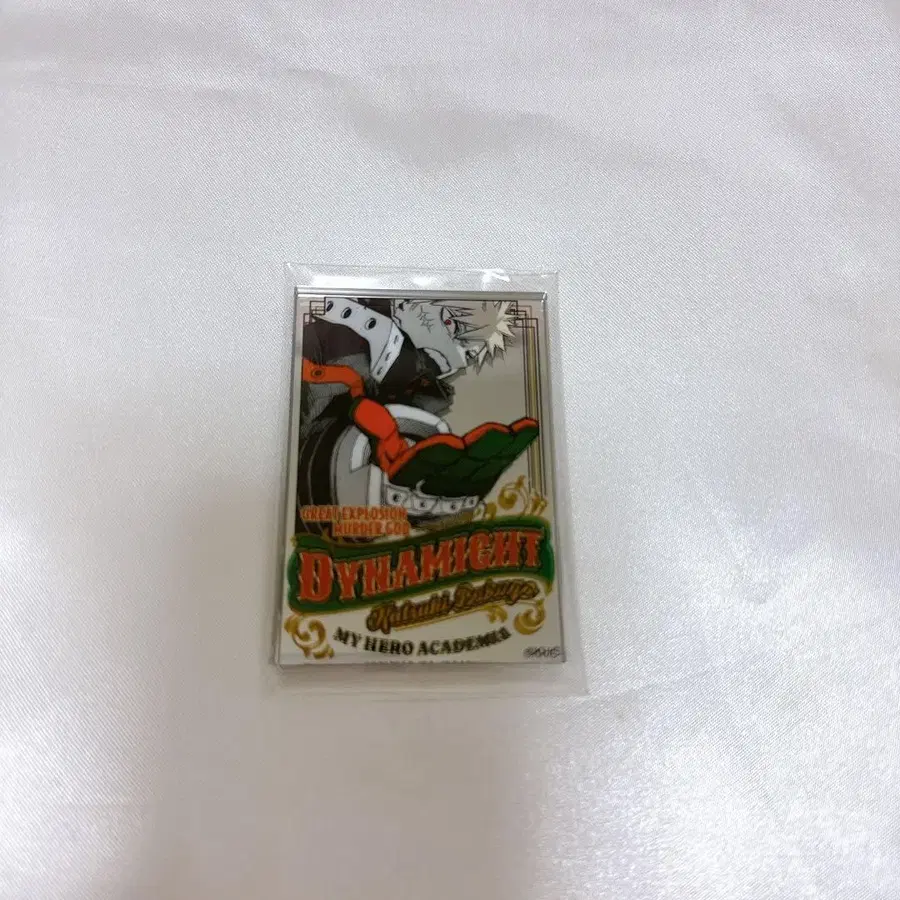 GREAT EXPLOSION
MURDER GOD
DYNAMIGHT
Katsuki Bakugo
MY HERO ACADEMIA